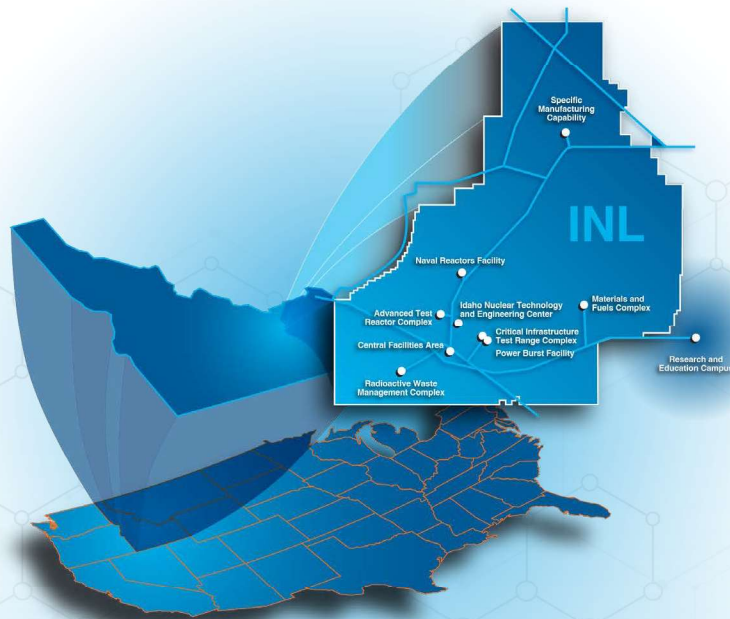 Specific
Manufacturing
Capability
INL
Naval Reactors Facility
Advanced Test
Reactor Complex
Idaho Nuclear Technology
and Engineering Center
Materials and
Fuels Complex
Critical Infrastructure
Test Range Complex
Central Facilities Area
Power Burst Facility
Research and
Education Campus
Radioactive Waste
Management Complex